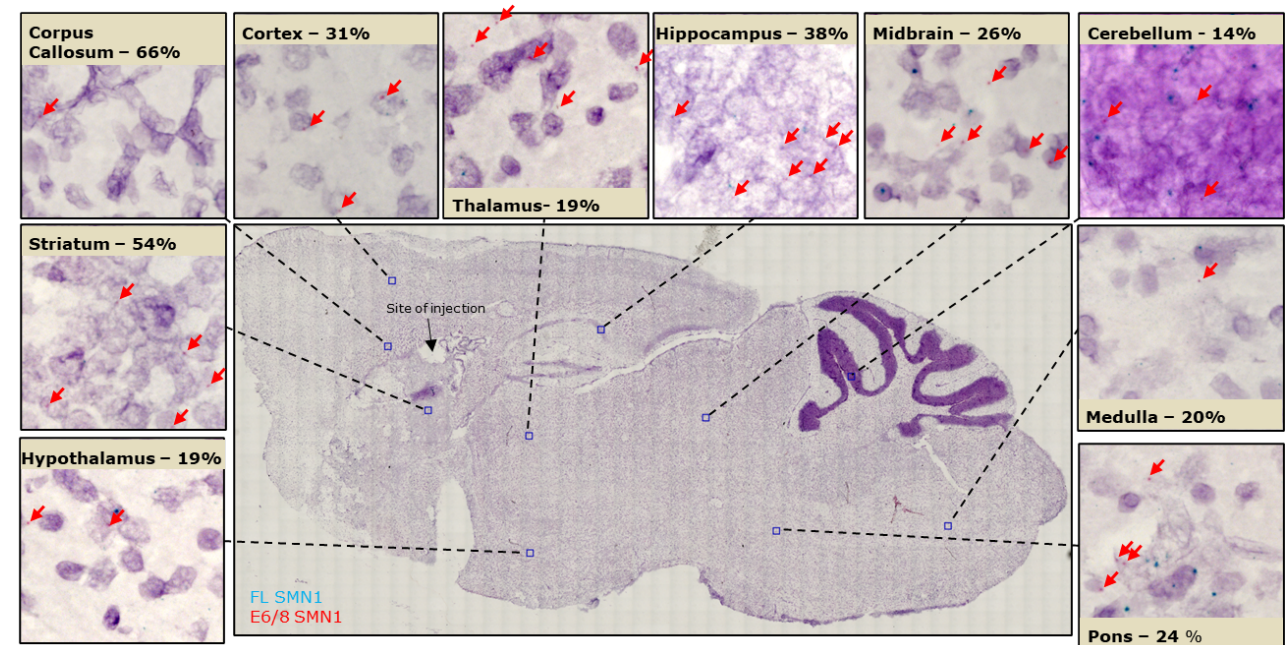 Corpus
Callosum – 66%
Cortex – 31%
Thalamus- 19%
Hippocampus – 38%
Midbrain – 26%
Cerebellum - 14%
Striatum – 54%
Site of injection
Medulla – 20%
Hypothalamus – 19%
FL SMN1
E6/8 SMN1
Pons – 24 %